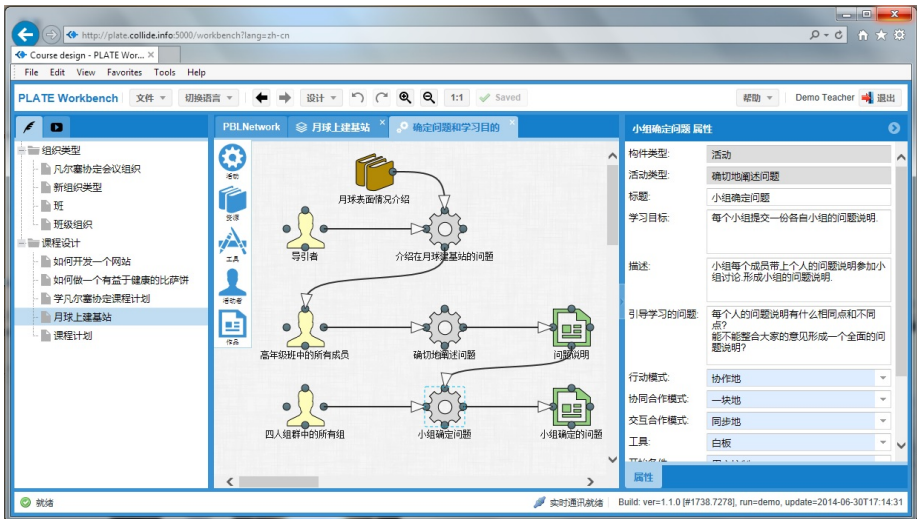 http://plate.collide.info:5000/workbench?lang=zh-cn
Course design - PLATE Wor...
File Edit View Favorites Tools Help
PLATE Workbench 文件 切换语言 设计 1:1 Saved 帮助 Demo Teacher 退出
组织类型
凡尔塞协定会议组织
新组织类型
班
班级组织
课程设计
如何开发一个网站
如何做一个有益于健康的比萨饼
学凡尔塞协定课程计划
月球上建基站
课程计划
PBLNetwork 月球上建基站 确定问题和学习目的
活动
资源
工具
活动者
作品
月球表面情况介绍
导引者
介绍在月球建基站的问题
高年级班中的所有成员
确切地阐述问题
问题说明
四人组群中的所有组
小组确定问题
小组确定的问题
小组确定问题 属性
构件类型: 活动
活动类型: 确切地阐述问题
标题: 小组确定问题
学习目标: 每个小组提交一份各自小组的问题说明.
描述: 小组每个成员带上个人的问题说明参加小
组讨论.形成小组的问题说明.
引导学习的问题: 每个人的问题说明有什么相同点和不同
点?
能不能整合大家的意见形成一个全面的问
题说明?
行动模式: 协作地
协同合作模式: 一块地
交互合作模式: 同步地
工具: 白板
属性
就绪
实时通讯就绪
Build: ver=1.1.0 [#1738.7278], run=demo, update=2014-06-30T17:14:31